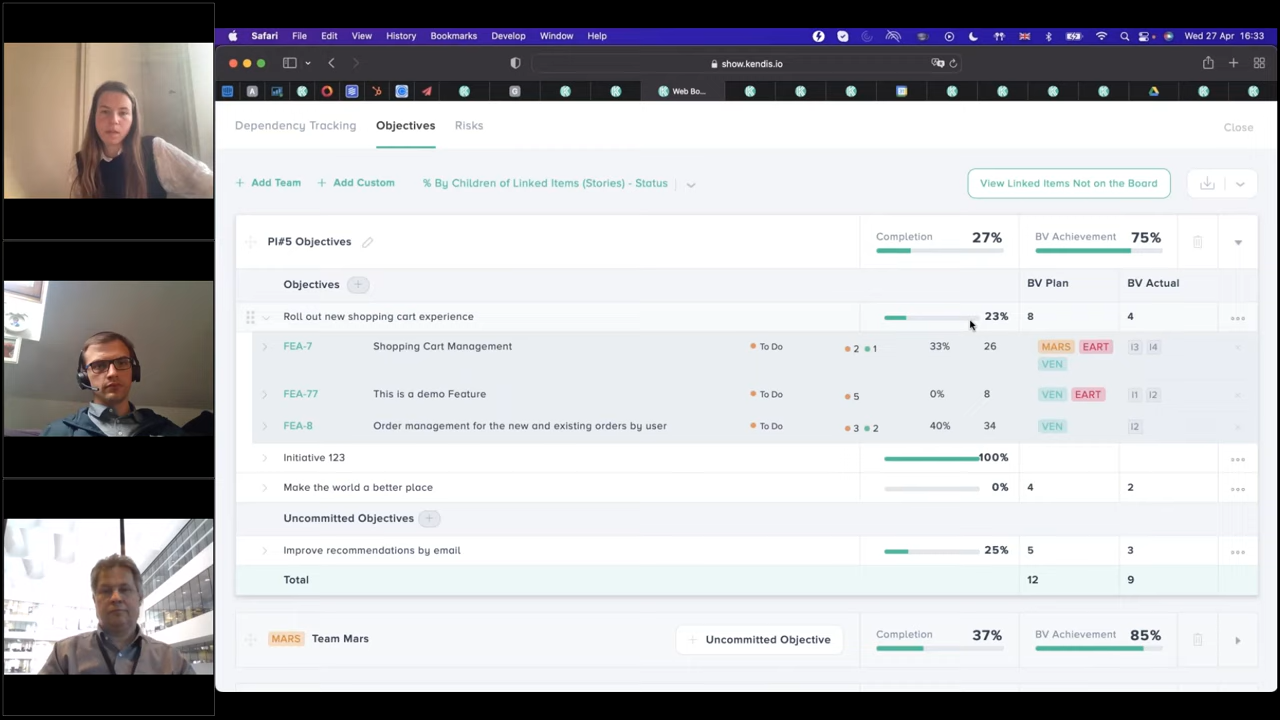 Safari File Edit View History Bookmarks Develop Window Help Wed 27 Apr 16:33
show.kendis.io
A G Web Bo...
Dependency Tracking Objectives Risks Close
+ Add Team + Add Custom % By Children of Linked Items (Stories) - Status View Linked Items Not on the Board
PI#5 Objectives Completion 27% BV Achievement 75%
Objectives + BV Plan BV Actual
Roll out new shopping cart experience 23% 8 4
FEA-7 Shopping Cart Management To Do 2 1 33% 26 MARS EART I3 I4
VEN
FEA-77 This is a demo Feature To Do 5 0% 8 VEN EART I1 I2
FEA-8 Order management for the new and existing orders by user To Do 3 2 40% 34 VEN I2
Initiative 123 100%
Make the world a better place 0% 4 2
Uncommitted Objectives +
Improve recommendations by email 25% 5 3
Total 12 9
MARS Team Mars + Uncommitted Objective Completion 37% BV Achievement 85%